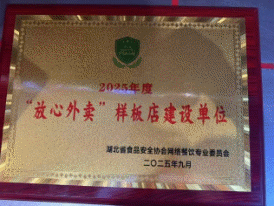 2025年度
“放心外卖”样板店建设单位
湖北省食品安全协会网络餐饮专业委员会
二〇二五年九月